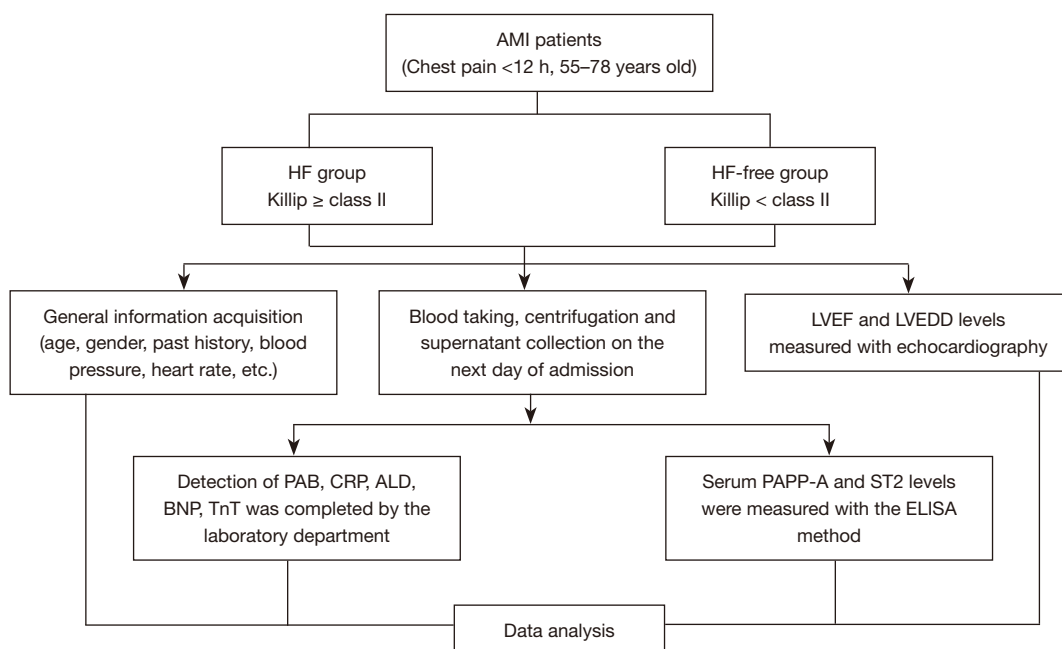 AMI patients
(Chest pain <12 h, 55–78 years old)
HF group
Killip ≥ class II
HF-free group
Killip < class II
General information acquisition
(age, gender, past history, blood
pressure, heart rate, etc.)
Blood taking, centrifugation and
supernatant collection on the
next day of admission
LVEF and LVEDD levels
measured with echocardiography
Detection of PAB, CRP, ALD,
BNP, TnT was completed by the
laboratory department
Serum PAPP-A and ST2 levels
were measured with the ELISA
method
Data analysis